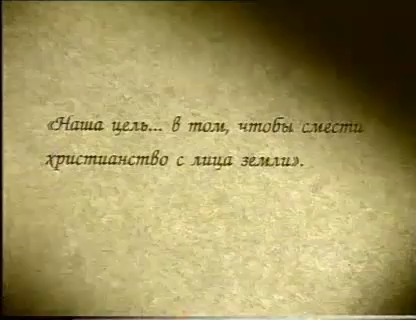 «Наша цель... в том, чтобы смести
христианство с лица земли».